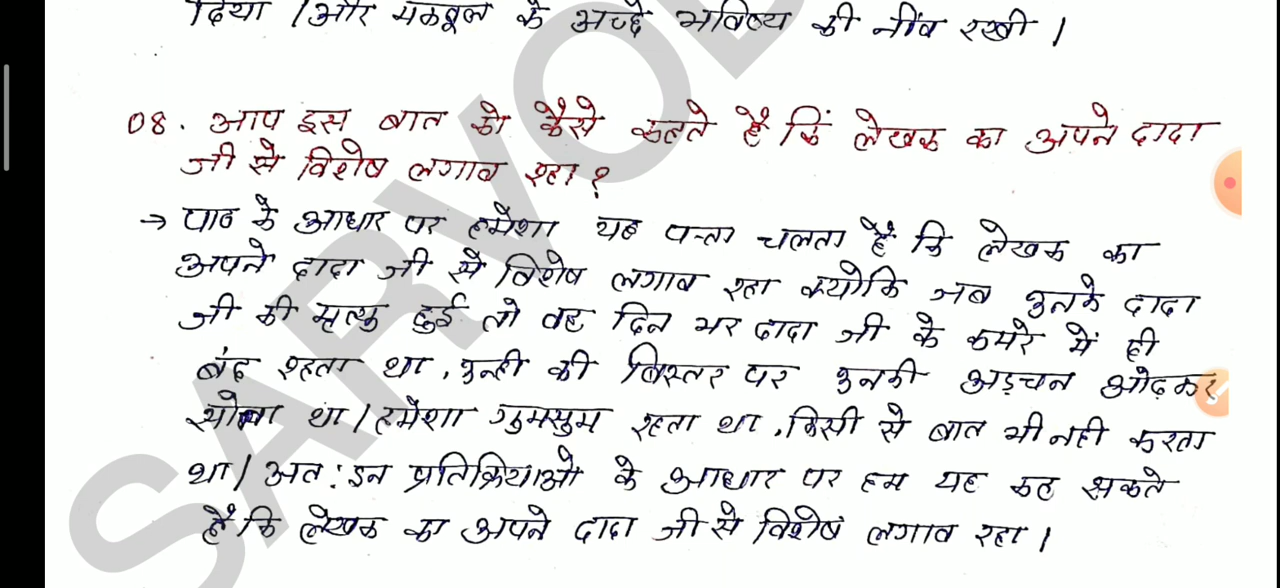 दिया । और मकबूल के अच्छे भविष्य की नींव रखी ।
08. आप इस बात को कैसे कहते है कि लेखक का अपने दादा
जी से विशेष लगाव रहा ?
→ पाठ के आधार पर हमेशा यह पता चलता हैं कि लेखक का
अपने दादा जी से विशेष लगाव रहा क्योकि जब उनके दादा
जी की मृत्यु हुई तो वह दिन भर दादा जी के कमरे में ही
बंद रहता था, उन्ही की बिस्तर पर उनकी अड़चन ओढ़कर
सोता था । हमेशा गुमसुम रहता था, किसी से बात भी नही करता
था । अत: इन प्रतिक्रियाओ के आधार पर हम यह कह सकते
हैं कि लेखक का अपने दादा जी से विशेष लगाव रहा ।